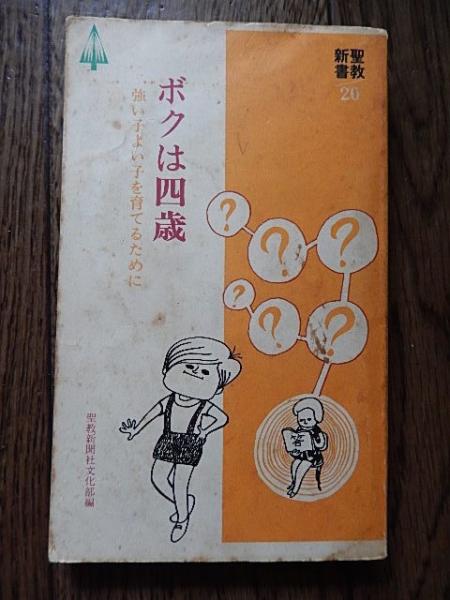 聖教
新書
20
ボクは四歳
強い子よい子を育てるために
聖教新聞社文化部編
?
?
?
?
?
?